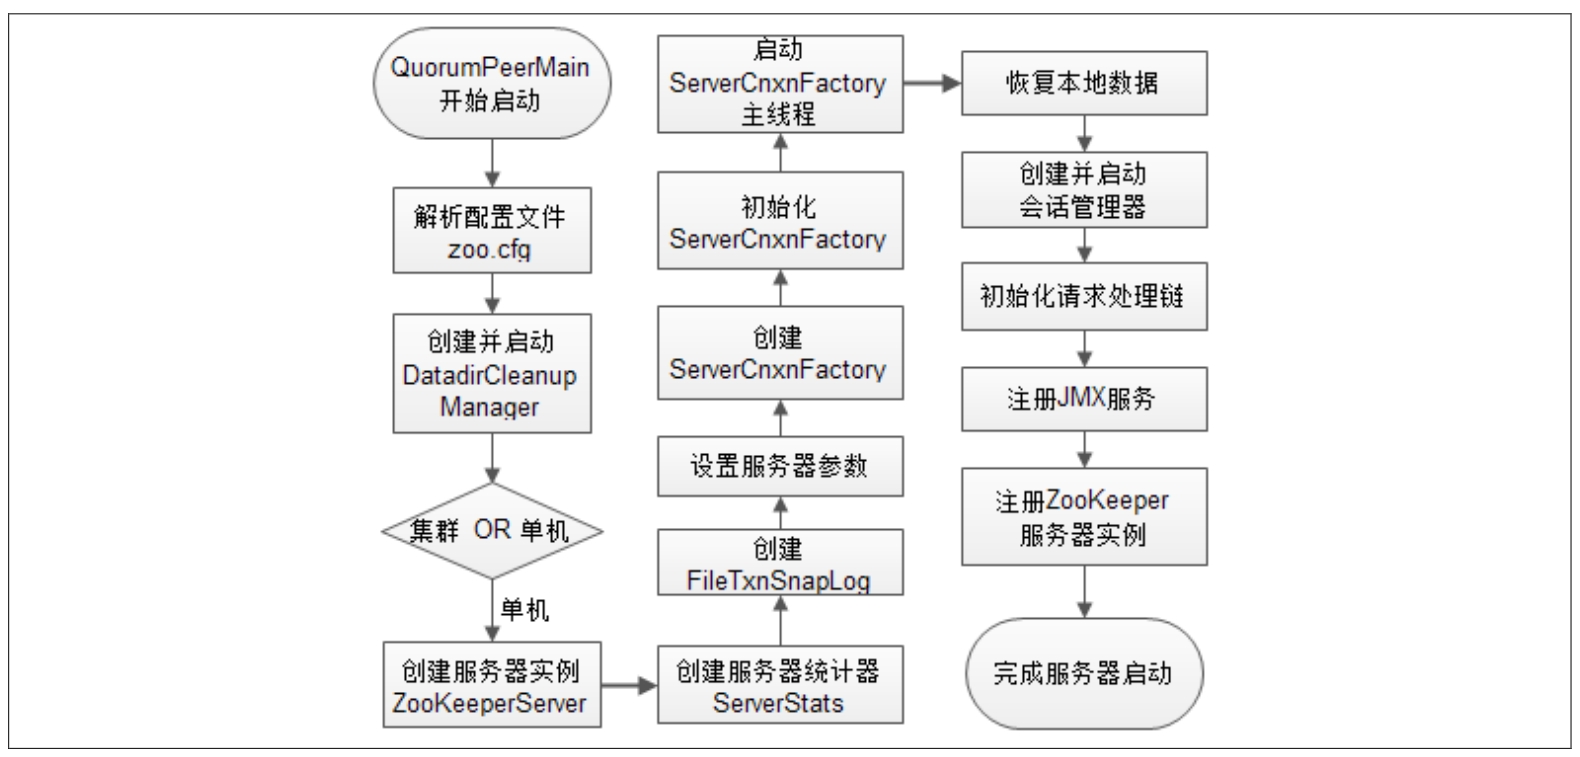 QuorumPeerMain
开始启动
解析配置文件
zoo.cfg
创建并启动
DatadirCleanup
Manager
集群 OR 单机
单机
创建服务器实例
ZooKeeperServer
创建服务器统计器
ServerStats
创建
FileTxnSnapLog
设置服务器参数
创建
ServerCnxnFactory
初始化
ServerCnxnFactory
启动
ServerCnxnFactory
主线程
恢复本地数据
创建并启动
会话管理器
初始化请求处理链
注册JMX服务
注册ZooKeeper
服务器实例
完成服务器启动